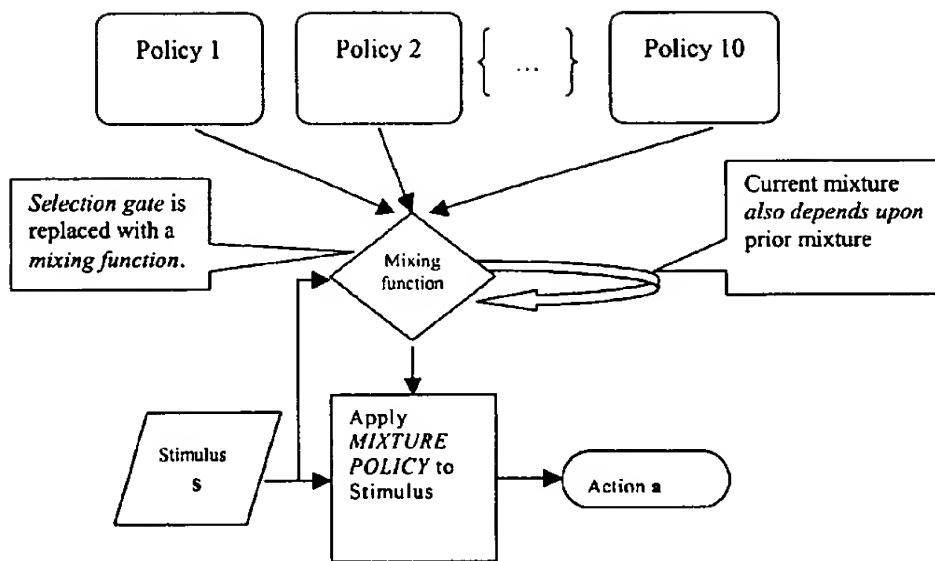 Policy 1
Policy 2
{ ... }
Policy 10
Selection gate is
replaced with a
mixing function.
Mixing
function
Current mixture
also depends upon
prior mixture
Stimulus
s
Apply
MIXTURE
POLICY to
Stimulus
Action a